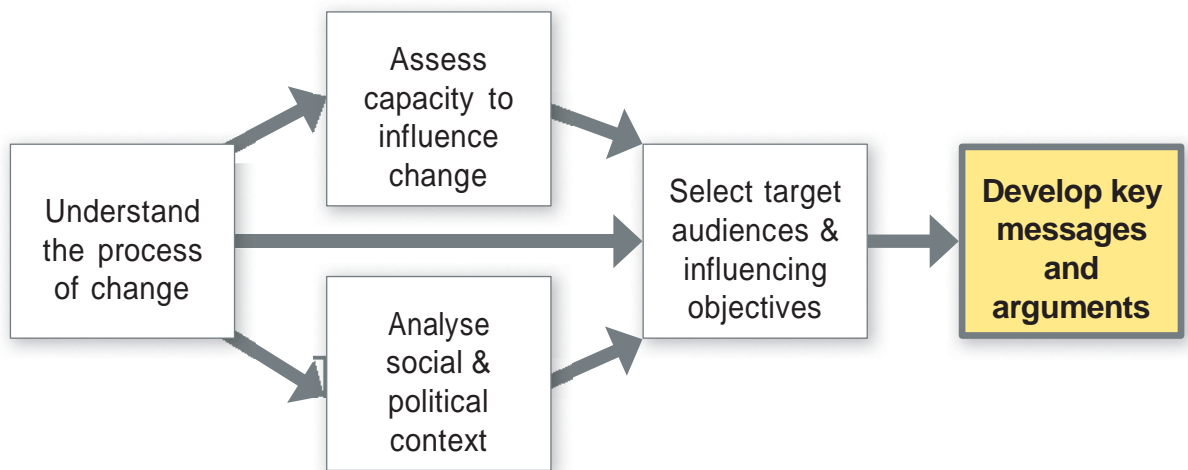 Understand
the process
of change
Assess
capacity to
influence
change
Analyse
social &
political
context
Select target
audiences &
influencing
objectives
Develop key
messages
and
arguments